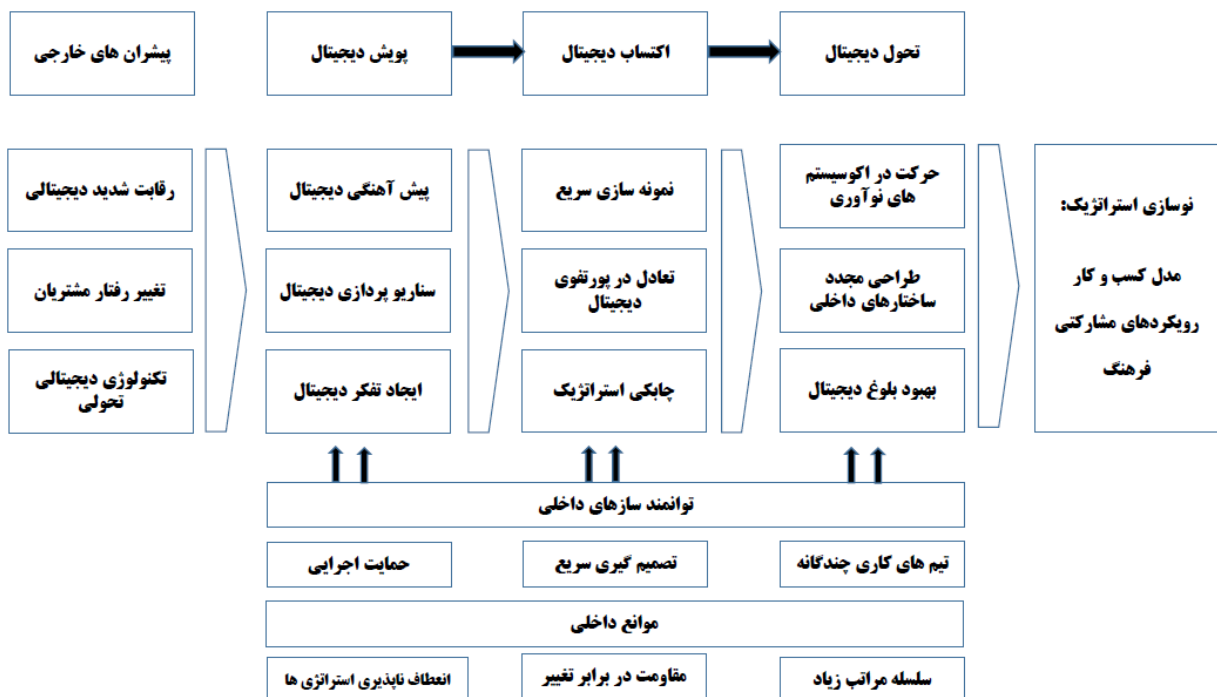 پیشران های خارجی
پویش دیجیتال
اکتساب دیجیتال
تحول دیجیتال
رقابت شدید دیجیتالی
تغییر رفتار مشتریان
تکنولوژی دیجیتالی
تحولی
پیش آهنگی دیجیتال
سناریو پردازی دیجیتال
ایجاد تفکر دیجیتال
نمونه سازی سریع
تعادل در پورتفوی
دیجیتال
چابکی استراتژیک
حرکت در اکوسیستم
های نوآوری
طراحی مجدد
ساختارهای داخلی
بهبود بلوغ دیجیتال
نوسازی استراتژیک:
مدل کسب و کار
رویکردهای مشارکتی
فرهنگ
توانمند سازهای داخلی
حمایت اجرایی
تصمیم گیری سریع
تیم های کاری چندگانه
موانع داخلی
انعطاف ناپذیری استراتژی ها
مقاومت در برابر تغییر
سلسله مراتب زیاد